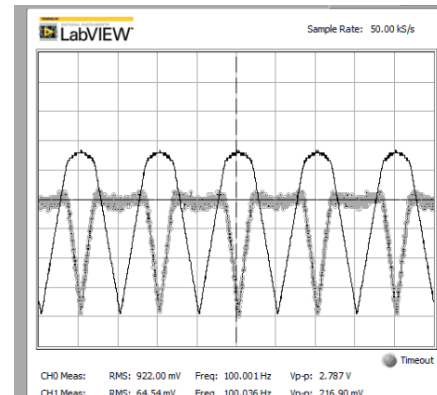 LabVIEW™ Sample Rate: 50.00 kS/s
Timeout
CH0 Meas: RMS: 922.00 mV Freq: 100.001 Hz Vp-p: 2.787 V
CH1 Meas: RMS: 64.54 mV Freq: 100.036 Hz Vp-p: 216.90 mV